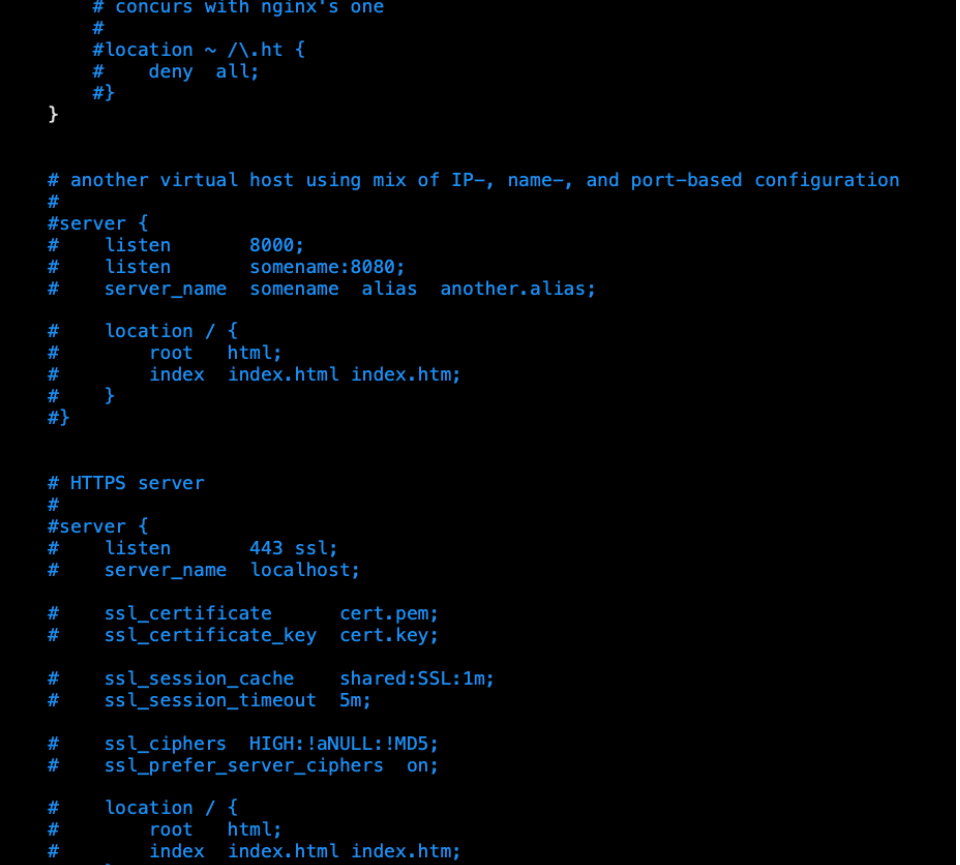 # concurs with nginx's one
#
#location ~ /\.ht {
#    deny  all;
#}
}
# another virtual host using mix of IP-, name-, and port-based configuration
#
#server {
#    listen       8000;
#    listen       somename:8080;
#    server_name  somename  alias  another.alias;
#    location / {
#        root   html;
#        index  index.html index.htm;
#    }
#}
# HTTPS server
#
#server {
#    listen       443 ssl;
#    server_name  localhost;
#    ssl_certificate      cert.pem;
#    ssl_certificate_key  cert.key;
#    ssl_session_cache    shared:SSL:1m;
#    ssl_session_timeout  5m;
#    ssl_ciphers  HIGH:!aNULL:!MD5;
#    ssl_prefer_server_ciphers  on;
#    location / {
#        root   html;
#        index  index.html index.htm;